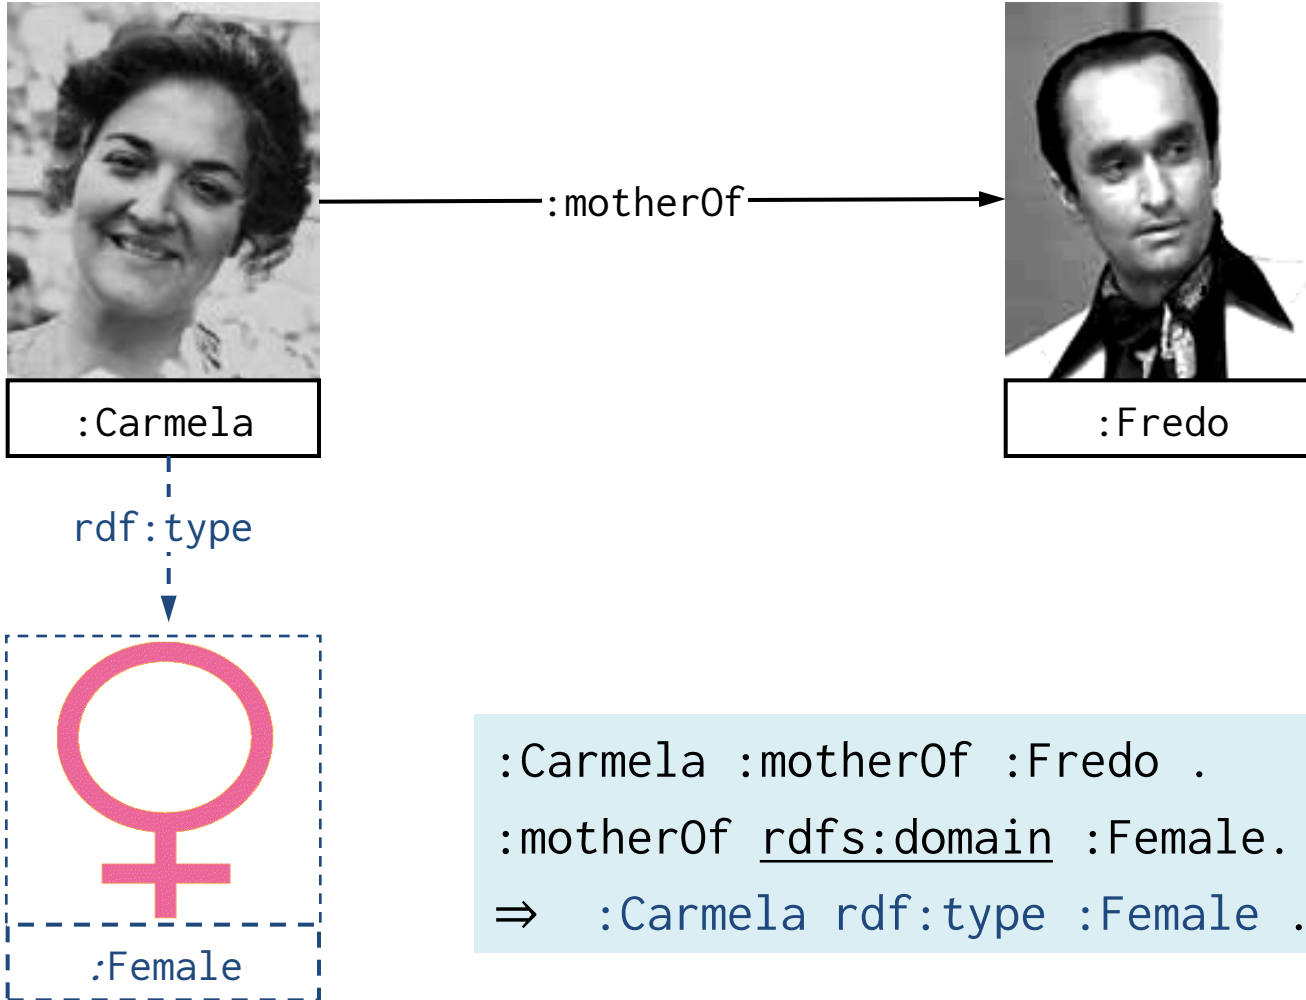 :motherOf
:Carmela
:Fredo
rdf:type
:Female
:Carmela :motherOf :Fredo .
:motherOf rdfs:domain :Female.
⇒ :Carmela rdf:type :Female .